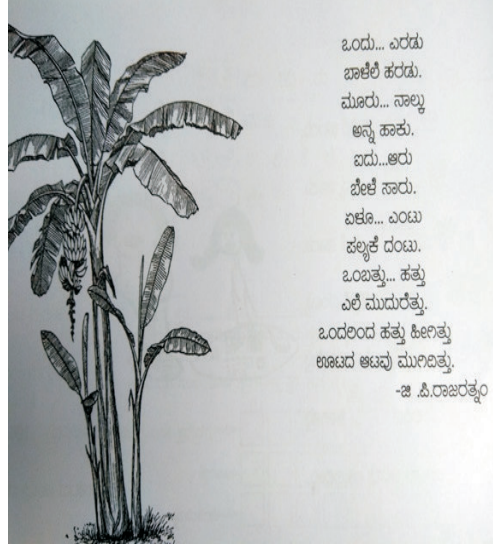 ಒಂದು... ಎರಡು
ಬಾಳೆಲೆ ಹರಡು.
ಮೂರು... ನಾಲ್ಕು
ಅನ್ನ ಹಾಕು.
ಐದು...ಆರು
ಬೇಳೆ ಸಾರು.
ಏಳೂ... ಎಂಟು
ಪಲ್ಯಕೆ ದಂಟು.
ಒಂಬತ್ತು... ಹತ್ತು
ಎಲೆ ಮುದುರೆತ್ತು.
ಒಂದರಿಂದ ಹತ್ತು ಹೀಗಿತ್ತು
ಊಟದ ಆಟವು ಮುಗಿದಿತ್ತು.
-ಜಿ .ಪಿ.ರಾಜರತ್ನಂ